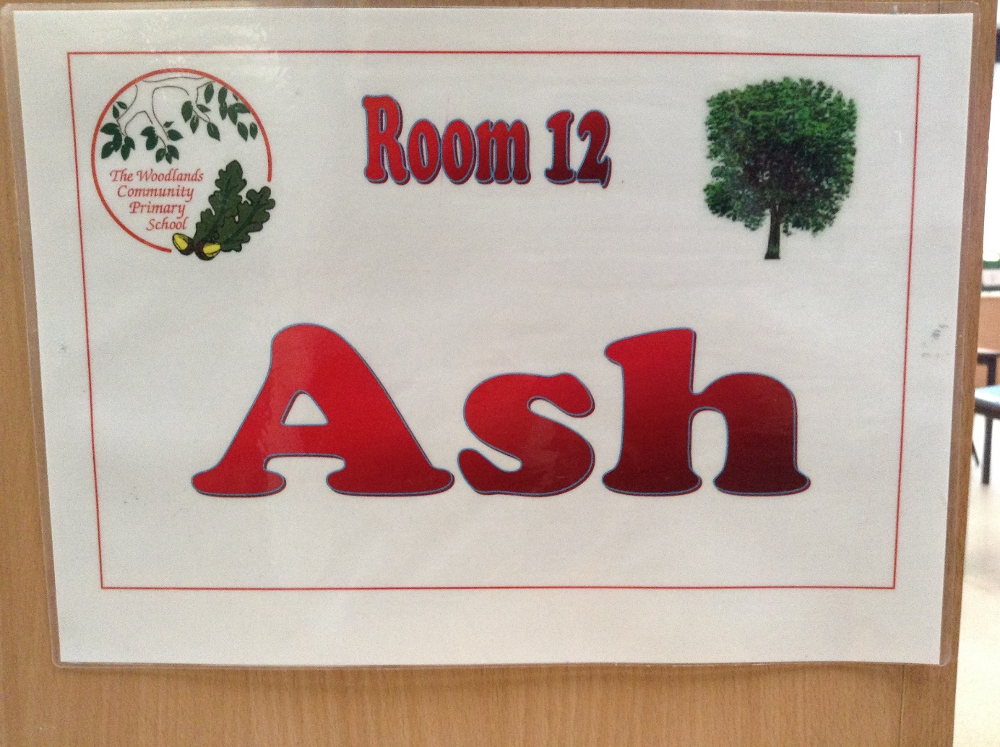 The Woodlands
Community
Primary
School
Room 12
Ash